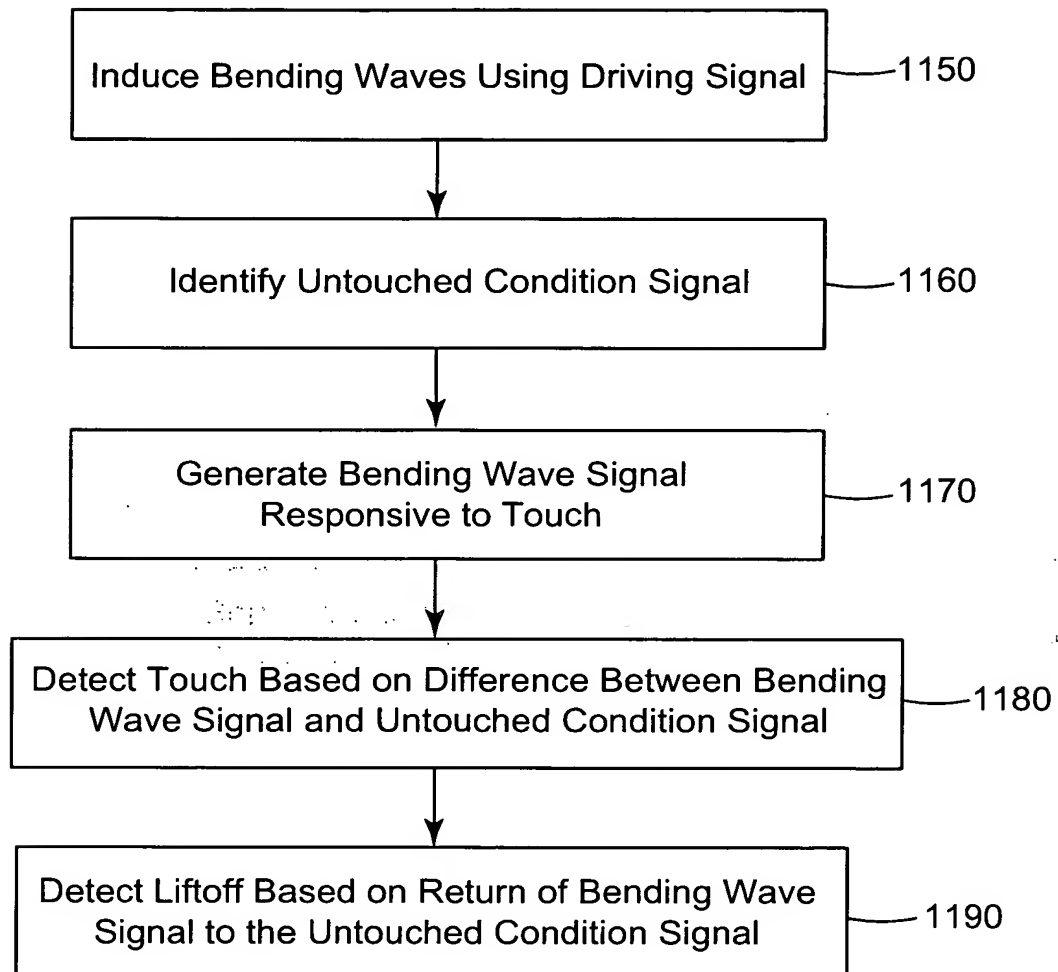 Induce Bending Waves Using Driving Signal
1150
Identify Untouched Condition Signal
1160
Generate Bending Wave Signal
Responsive to Touch
1170
Detect Touch Based on Difference Between Bending
Wave Signal and Untouched Condition Signal
1180
Detect Liftoff Based on Return of Bending Wave
Signal to the Untouched Condition Signal
1190